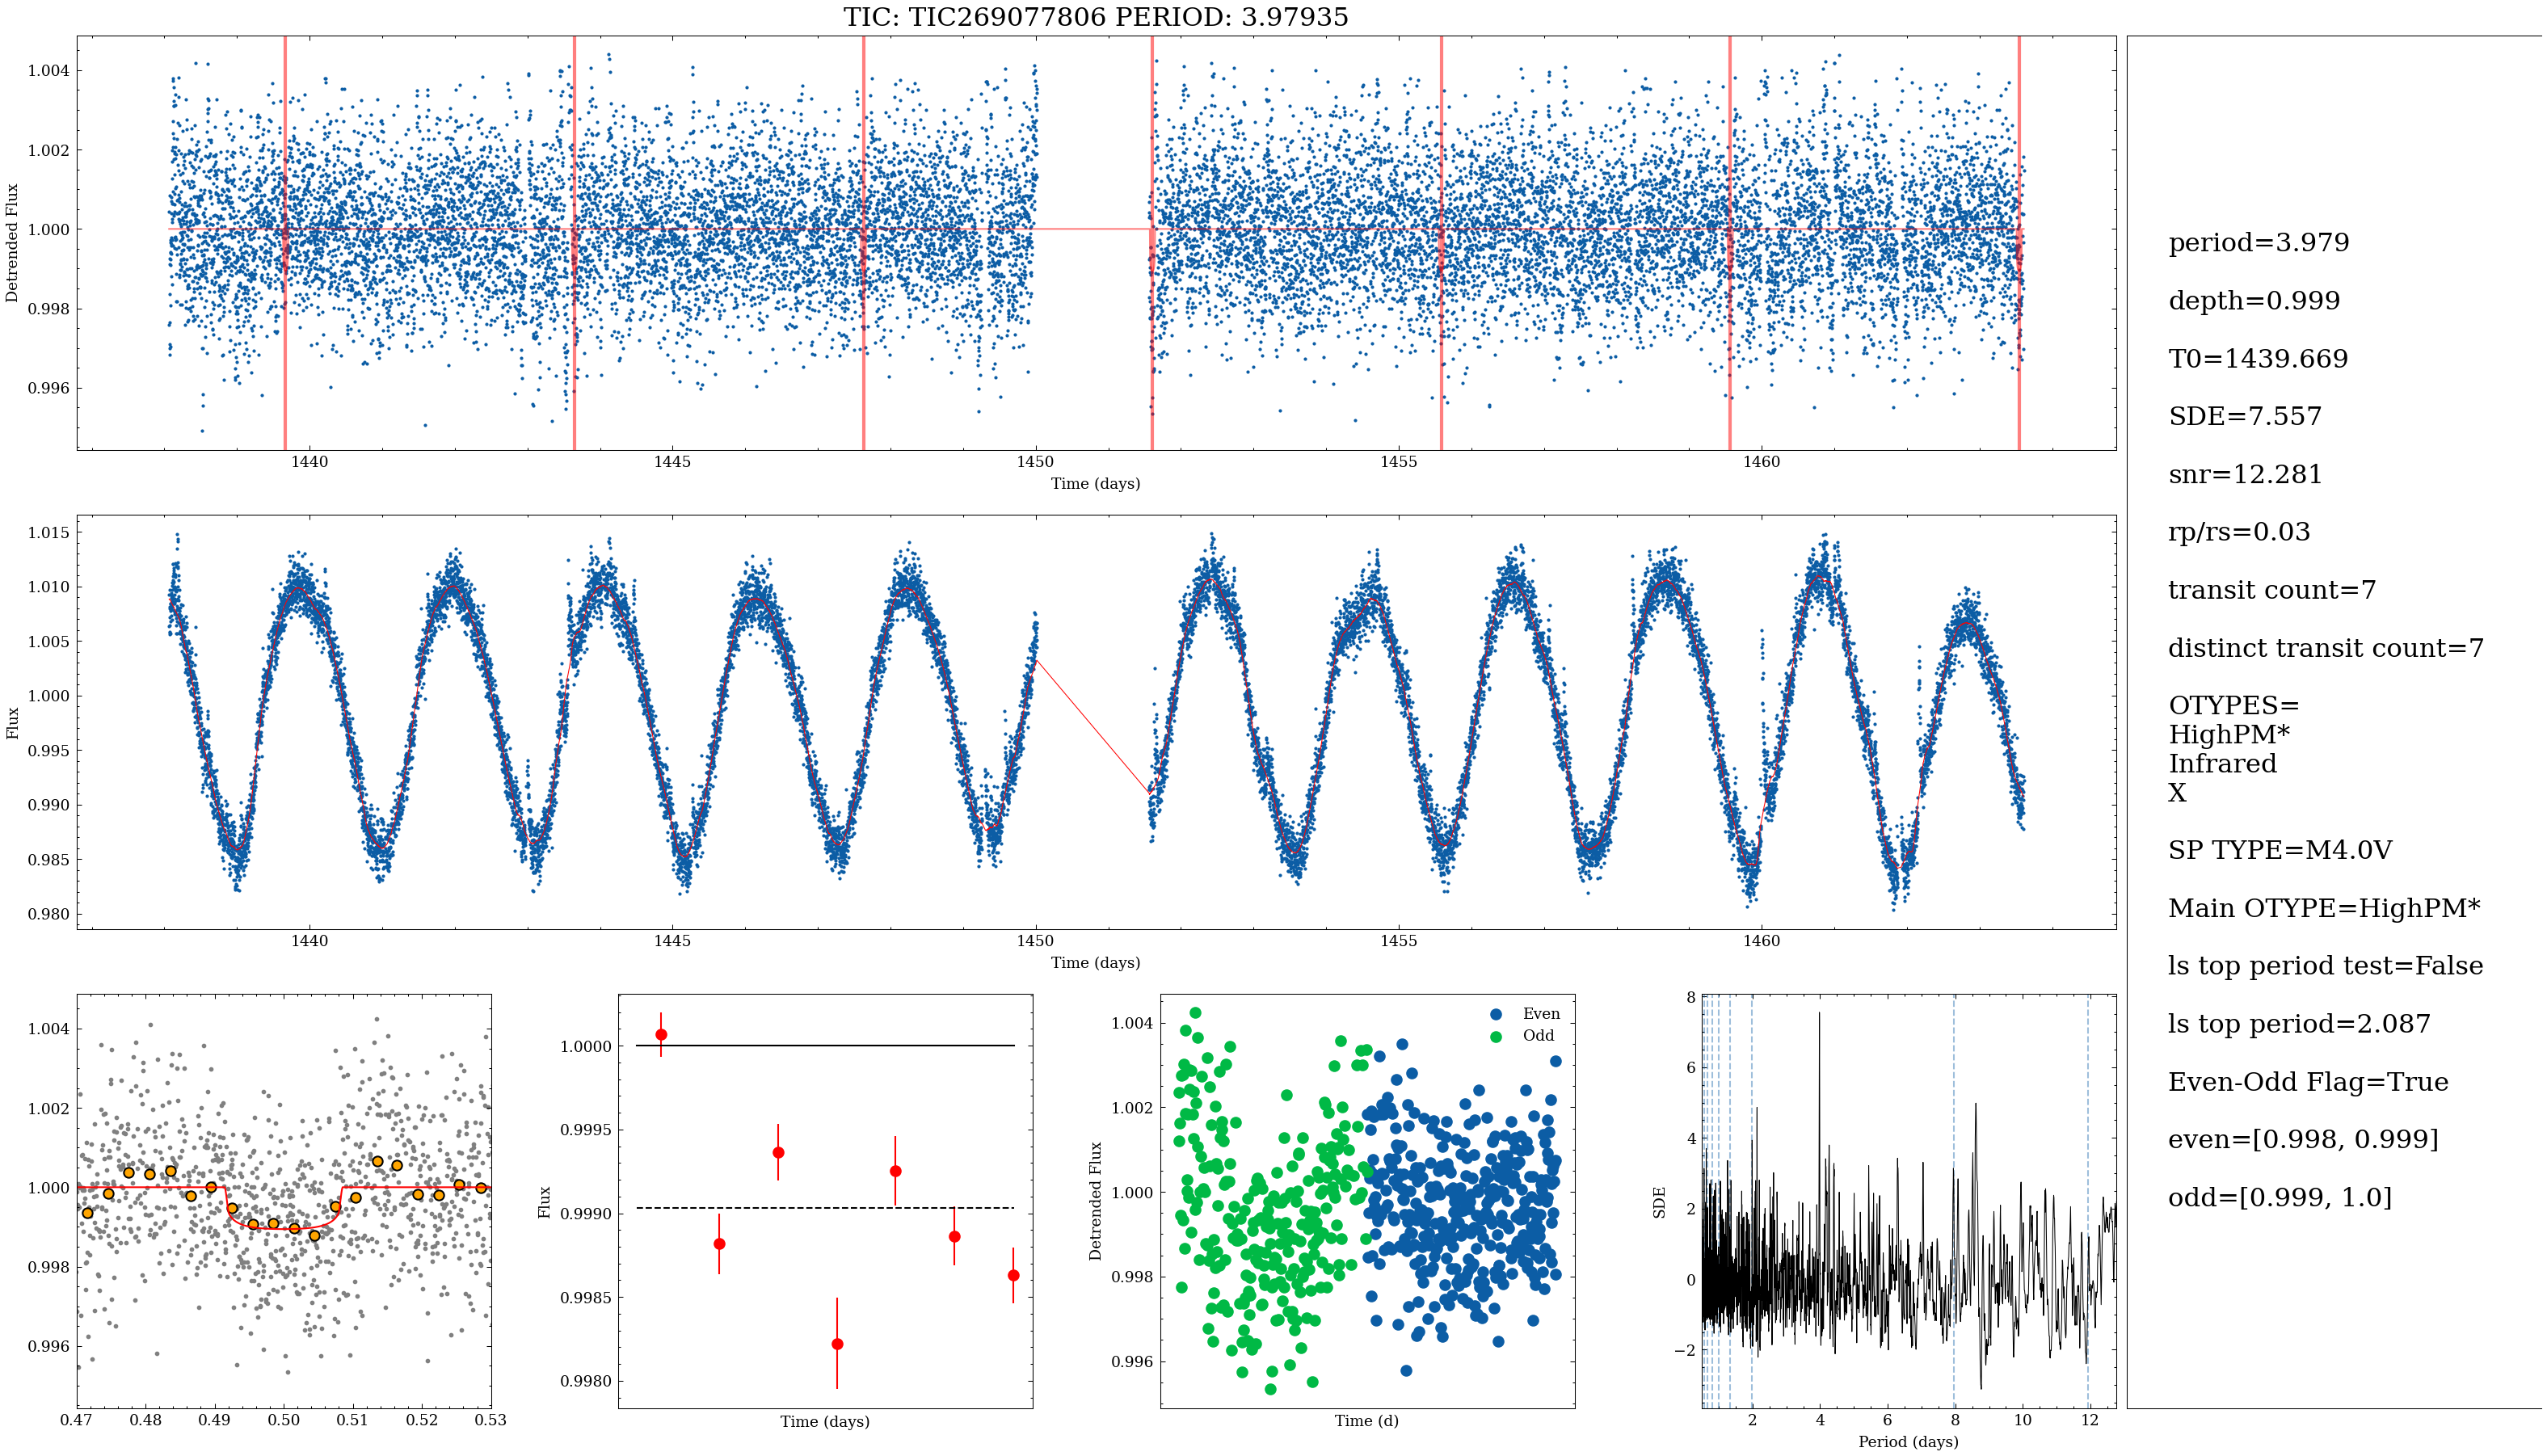 TIC: TIC269077806 PERIOD: 3.97935
1.004
1.002
1.000
0.998
0.996
Detrended Flux
1440
1445
1450
1455
1460
Time (days)
1.015
1.010
1.005
1.000
0.995
0.990
0.985
0.980
Flux
1440
1445
1450
1455
1460
Time (days)
1.004
1.002
1.000
0.998
0.996
0.47
0.48
0.49
0.50
0.51
0.52
0.53
1.0000
0.9995
0.9990
0.9985
0.9980
Flux
Time (days)
1.004
1.002
1.000
0.998
0.996
Detrended Flux
Even
Odd
Time (d)
8
6
4
2
0
−2
SDE
2
4
6
8
10
12
Period (days)
period=3.979
depth=0.999
T0=1439.669
SDE=7.557
snr=12.281
rp/rs=0.03
transit count=7
distinct transit count=7
OTYPES=
HighPM*
Infrared
X
SP TYPE=M4.0V
Main OTYPE=HighPM*
ls top period test=False
ls top period=2.087
Even-Odd Flag=True
even=[0.998, 0.999]
odd=[0.999, 1.0]